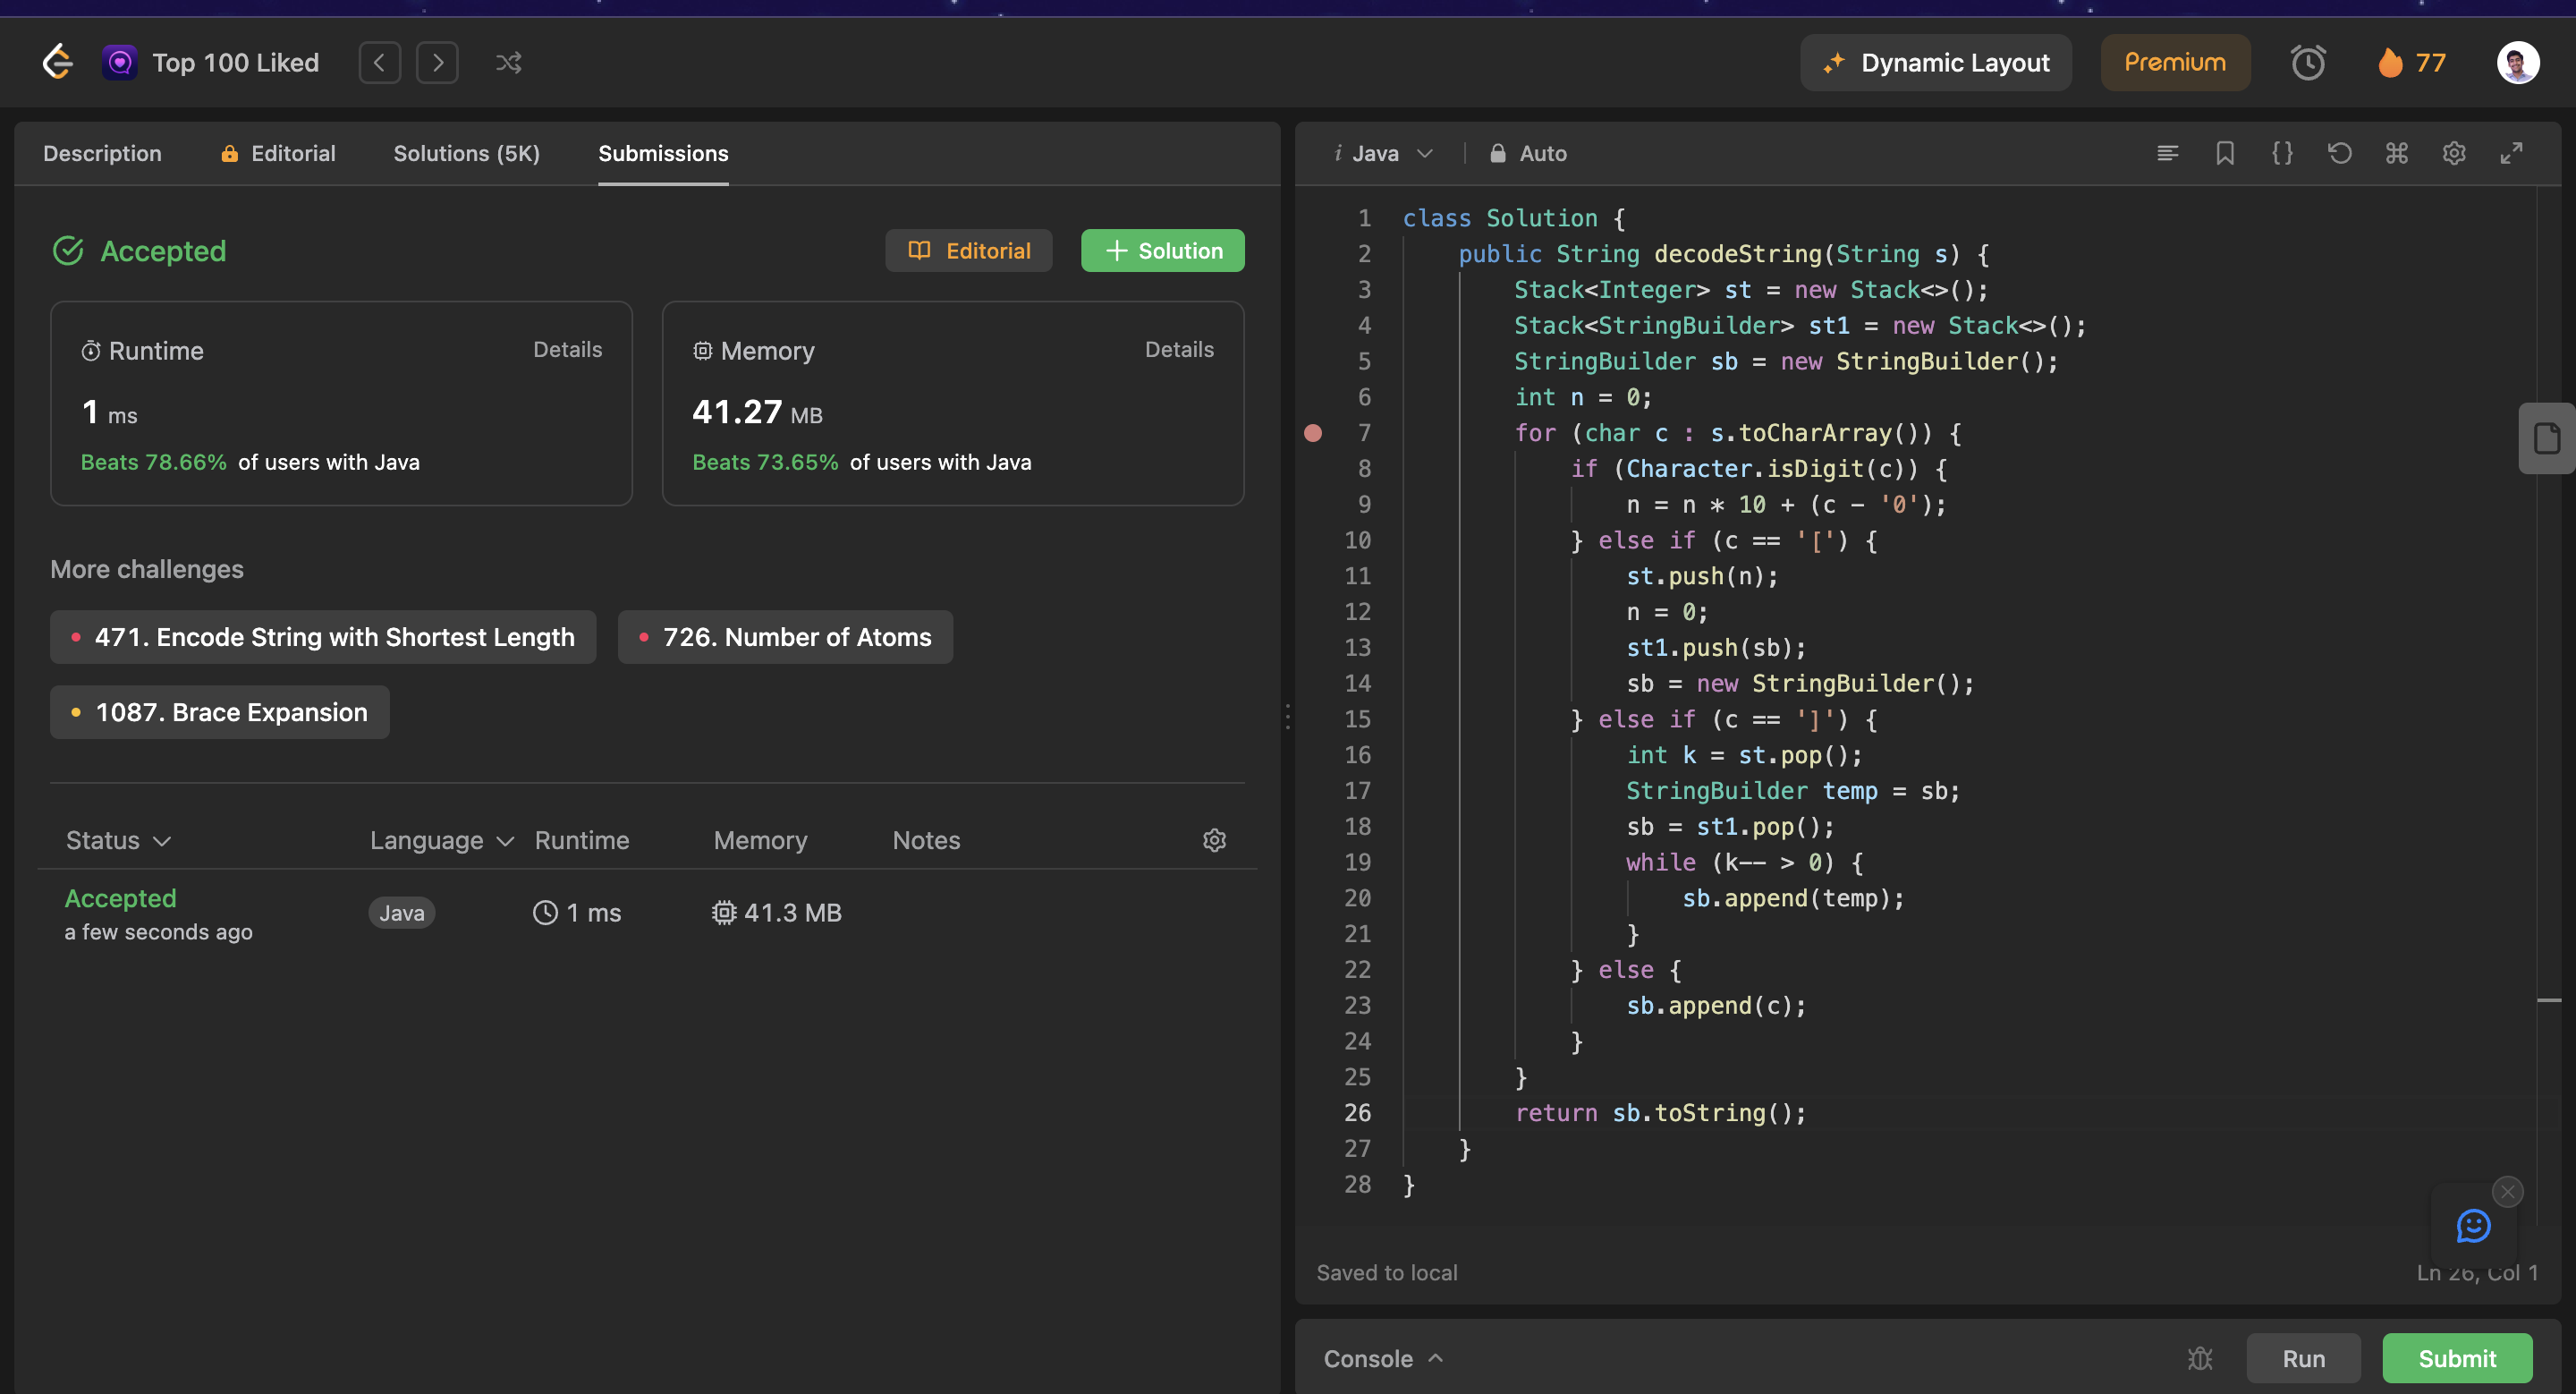 Top 100 Liked
Dynamic Layout
Premium
77
Description
Editorial
Solutions (5K)
Submissions
Accepted
Editorial
Solution
Runtime
Details
1 ms
Beats 78.66% of users with Java
Memory
Details
41.27 MB
Beats 73.65% of users with Java
More challenges
471. Encode String with Shortest Length
726. Number of Atoms
1087. Brace Expansion
Status Language Runtime Memory Notes
Accepted
a few seconds ago
Java
1 ms
41.3 MB
i Java
Auto
1 class Solution {
2     public String decodeString(String s) {
3         Stack<Integer> st = new Stack<>();
4         Stack<StringBuilder> st1 = new Stack<>();
5         StringBuilder sb = new StringBuilder();
6         int n = 0;
7         for (char c : s.toCharArray()) {
8             if (Character.isDigit(c)) {
9                 n = n * 10 + (c - '0');
10             } else if (c == '[') {
11                 st.push(n);
12                 n = 0;
13                 st1.push(sb);
14                 sb = new StringBuilder();
15             } else if (c == ']') {
16                 int k = st.pop();
17                 StringBuilder temp = sb;
18                 sb = st1.pop();
19                 while (k-- > 0) {
20                     sb.append(temp);
21                 }
22             } else {
23                 sb.append(c);
24             }
25         }
26         return sb.toString();
27     }
28 }
Saved to local
Ln 26, Col 1
Console
Run
Submit